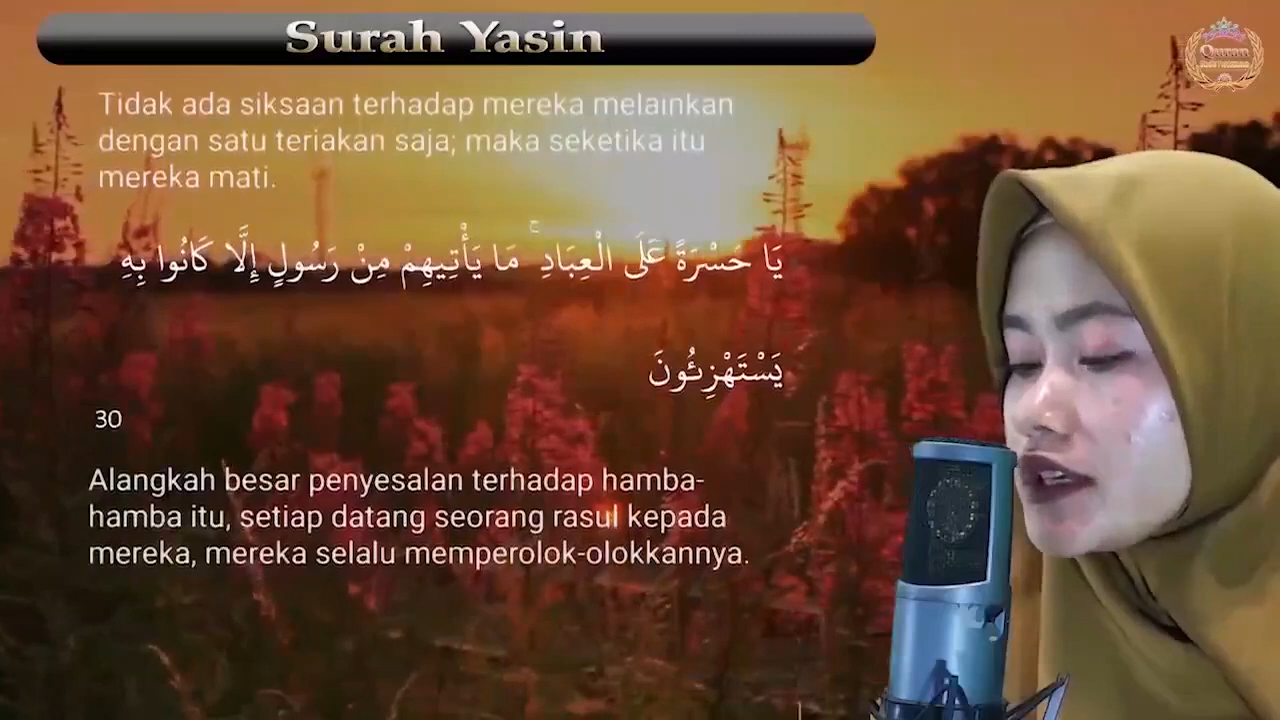 Surah Yasin
Tidak ada siksaan terhadap mereka melainkan
dengan satu teriakan saja; maka seketika itu
mereka mati.
يَا حَسْرَةً عَلَى الْعِبَادِ ۚ مَا يَأْتِيهِمْ مِنْ رَسُولٍ إِلَّا كَانُوا بِهِ
يَسْتَهْزِئُونَ
30
Alangkah besar penyesalan terhadap hamba-
hamba itu, setiap datang seorang rasul kepada
mereka, mereka selalu memperolok-olokkannya.